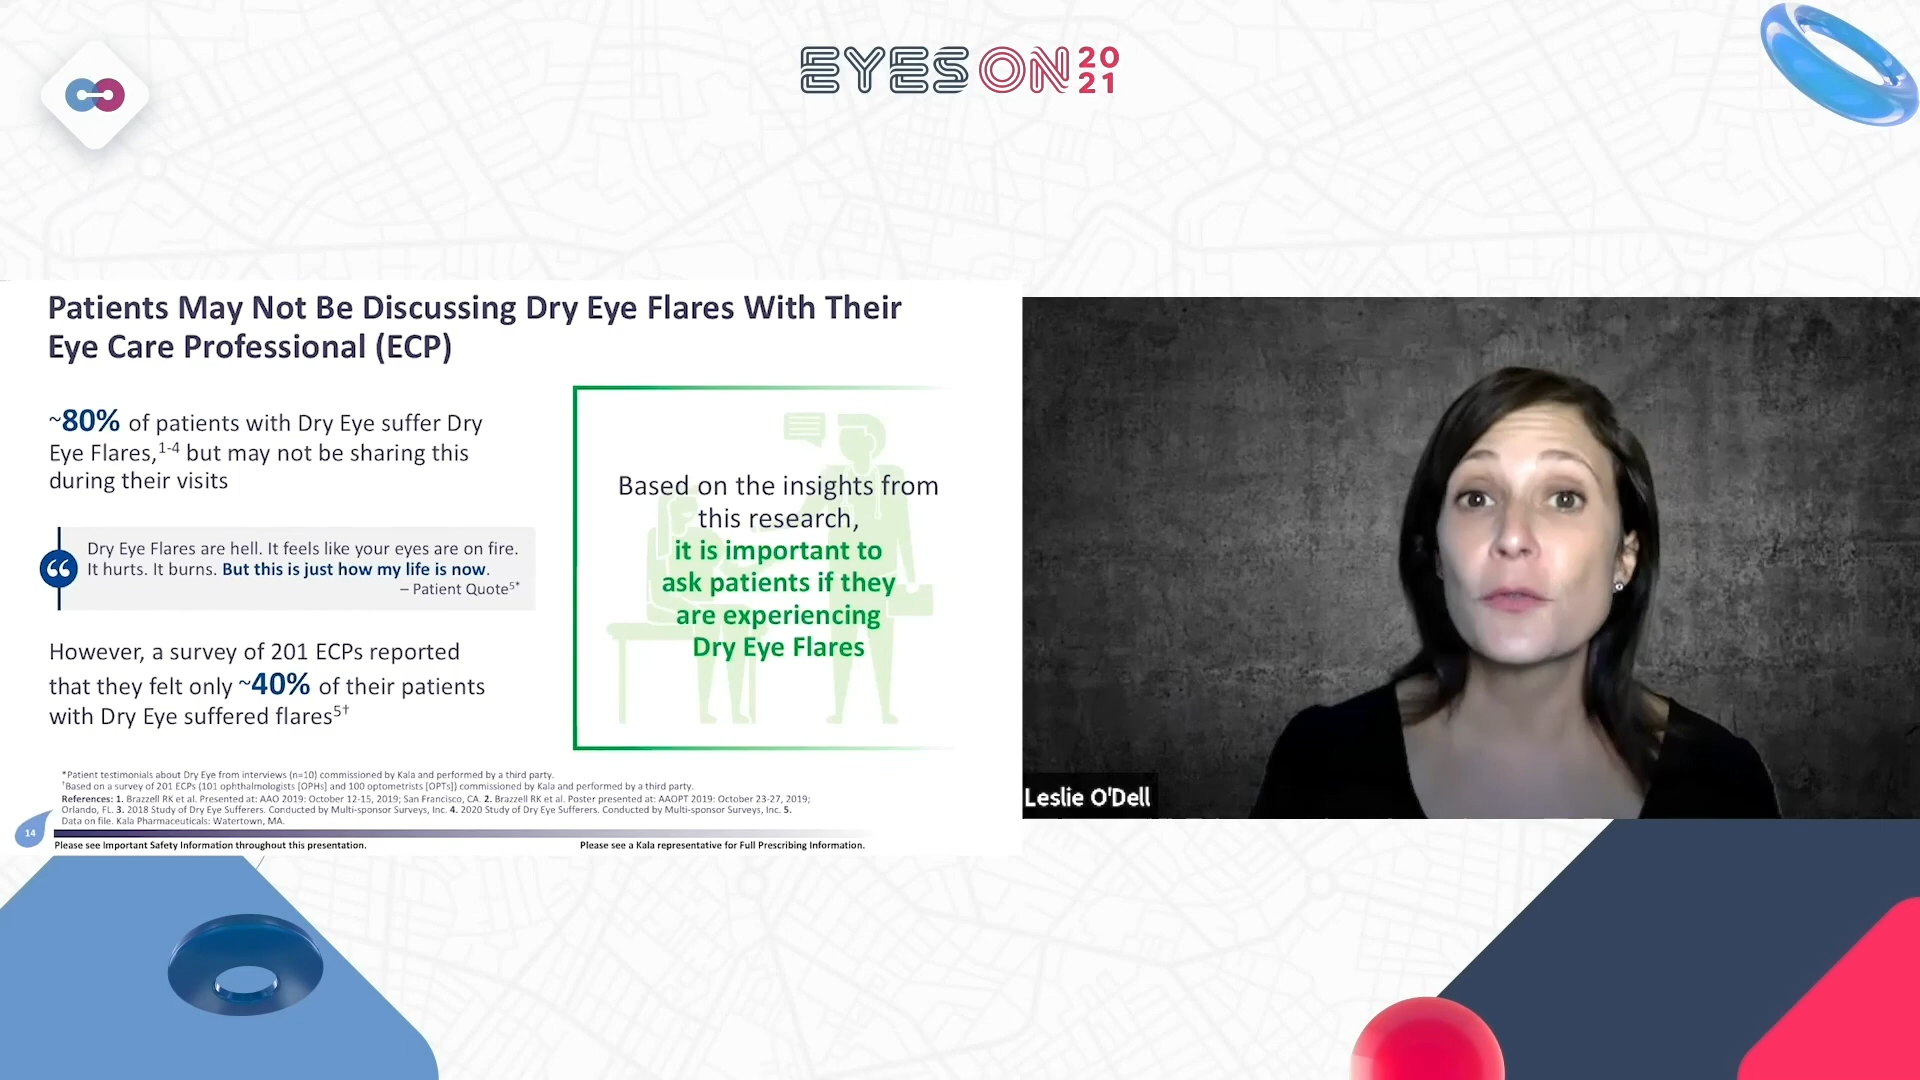 EYES ON 20
21
Patients May Not Be Discussing Dry Eye Flares With Their
Eye Care Professional (ECP)
~80% of patients with Dry Eye suffer Dry
Eye Flares,1-4 but may not be sharing this
during their visits
Dry Eye Flares are hell. It feels like your eyes are on fire.
It hurts. It burns. But this is just how my life is now.
– Patient Quote5*
However, a survey of 201 ECPs reported
that they felt only ~40% of their patients
with Dry Eye suffered flares5†
Based on the insights from
this research,
it is important to
ask patients if they
are experiencing
Dry Eye Flares
*Patient testimonials about Dry Eye from interviews (n=10) commissioned by Kala and performed by a third party.
†Based on a survey of 201 ECPs (101 ophthalmologists [OPHs] and 100 optometrists [OPTs]) commissioned by Kala and performed by a third party.
References: 1. Brazzell RK et al. Presented at: AAO 2019: October 12-15, 2019; San Francisco, CA. 2. Brazzell RK et al. Poster presented at: AAOPT 2019: October 23-27, 2019;
Orlando, FL. 3. 2018 Study of Dry Eye Sufferers. Conducted by Multi-sponsor Surveys, Inc. 4. 2020 Study of Dry Eye Sufferers. Conducted by Multi-sponsor Surveys, Inc. 5.
Data on file. Kala Pharmaceuticals: Watertown, MA.
14
Please see Important Safety Information throughout this presentation.
Please see a Kala representative for Full Prescribing Information.
Leslie O'Dell